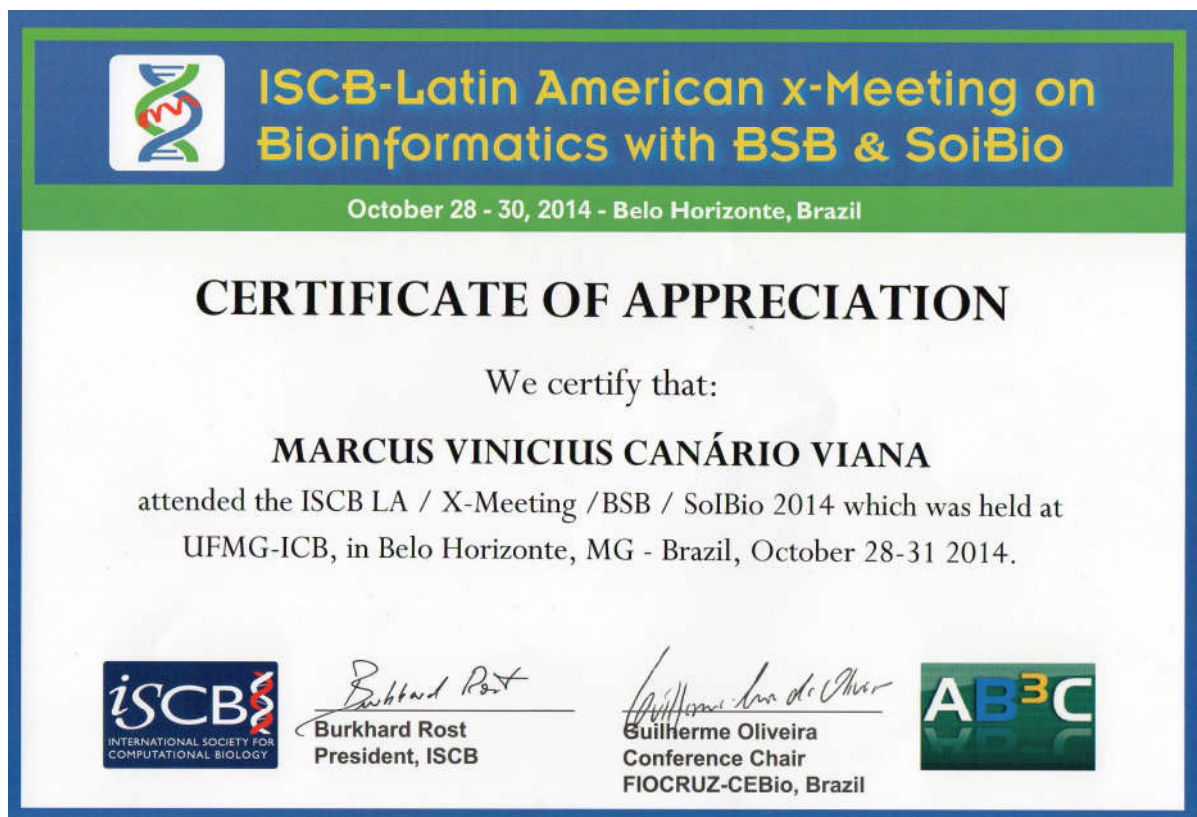 ISCB-Latin American x-Meeting on
Bioinformatics with BSB & SoiBio
October 28 - 30, 2014 - Belo Horizonte, Brazil
CERTIFICATE OF APPRECIATION
We certify that:
MARCUS VINICIUS CANÁRIO VIANA
attended the ISCB LA / X-Meeting /BSB / SoIBio 2014 which was held at
UFMG-ICB, in Belo Horizonte, MG - Brazil, October 28-31 2014.
iSCB
INTERNATIONAL SOCIETY FOR
COMPUTATIONAL BIOLOGY
Burkhard Rost
Burkhard Rost
President, ISCB
Guilherme Oliveira
Conference Chair
FIOCRUZ-CEBio, Brazil
AB3C